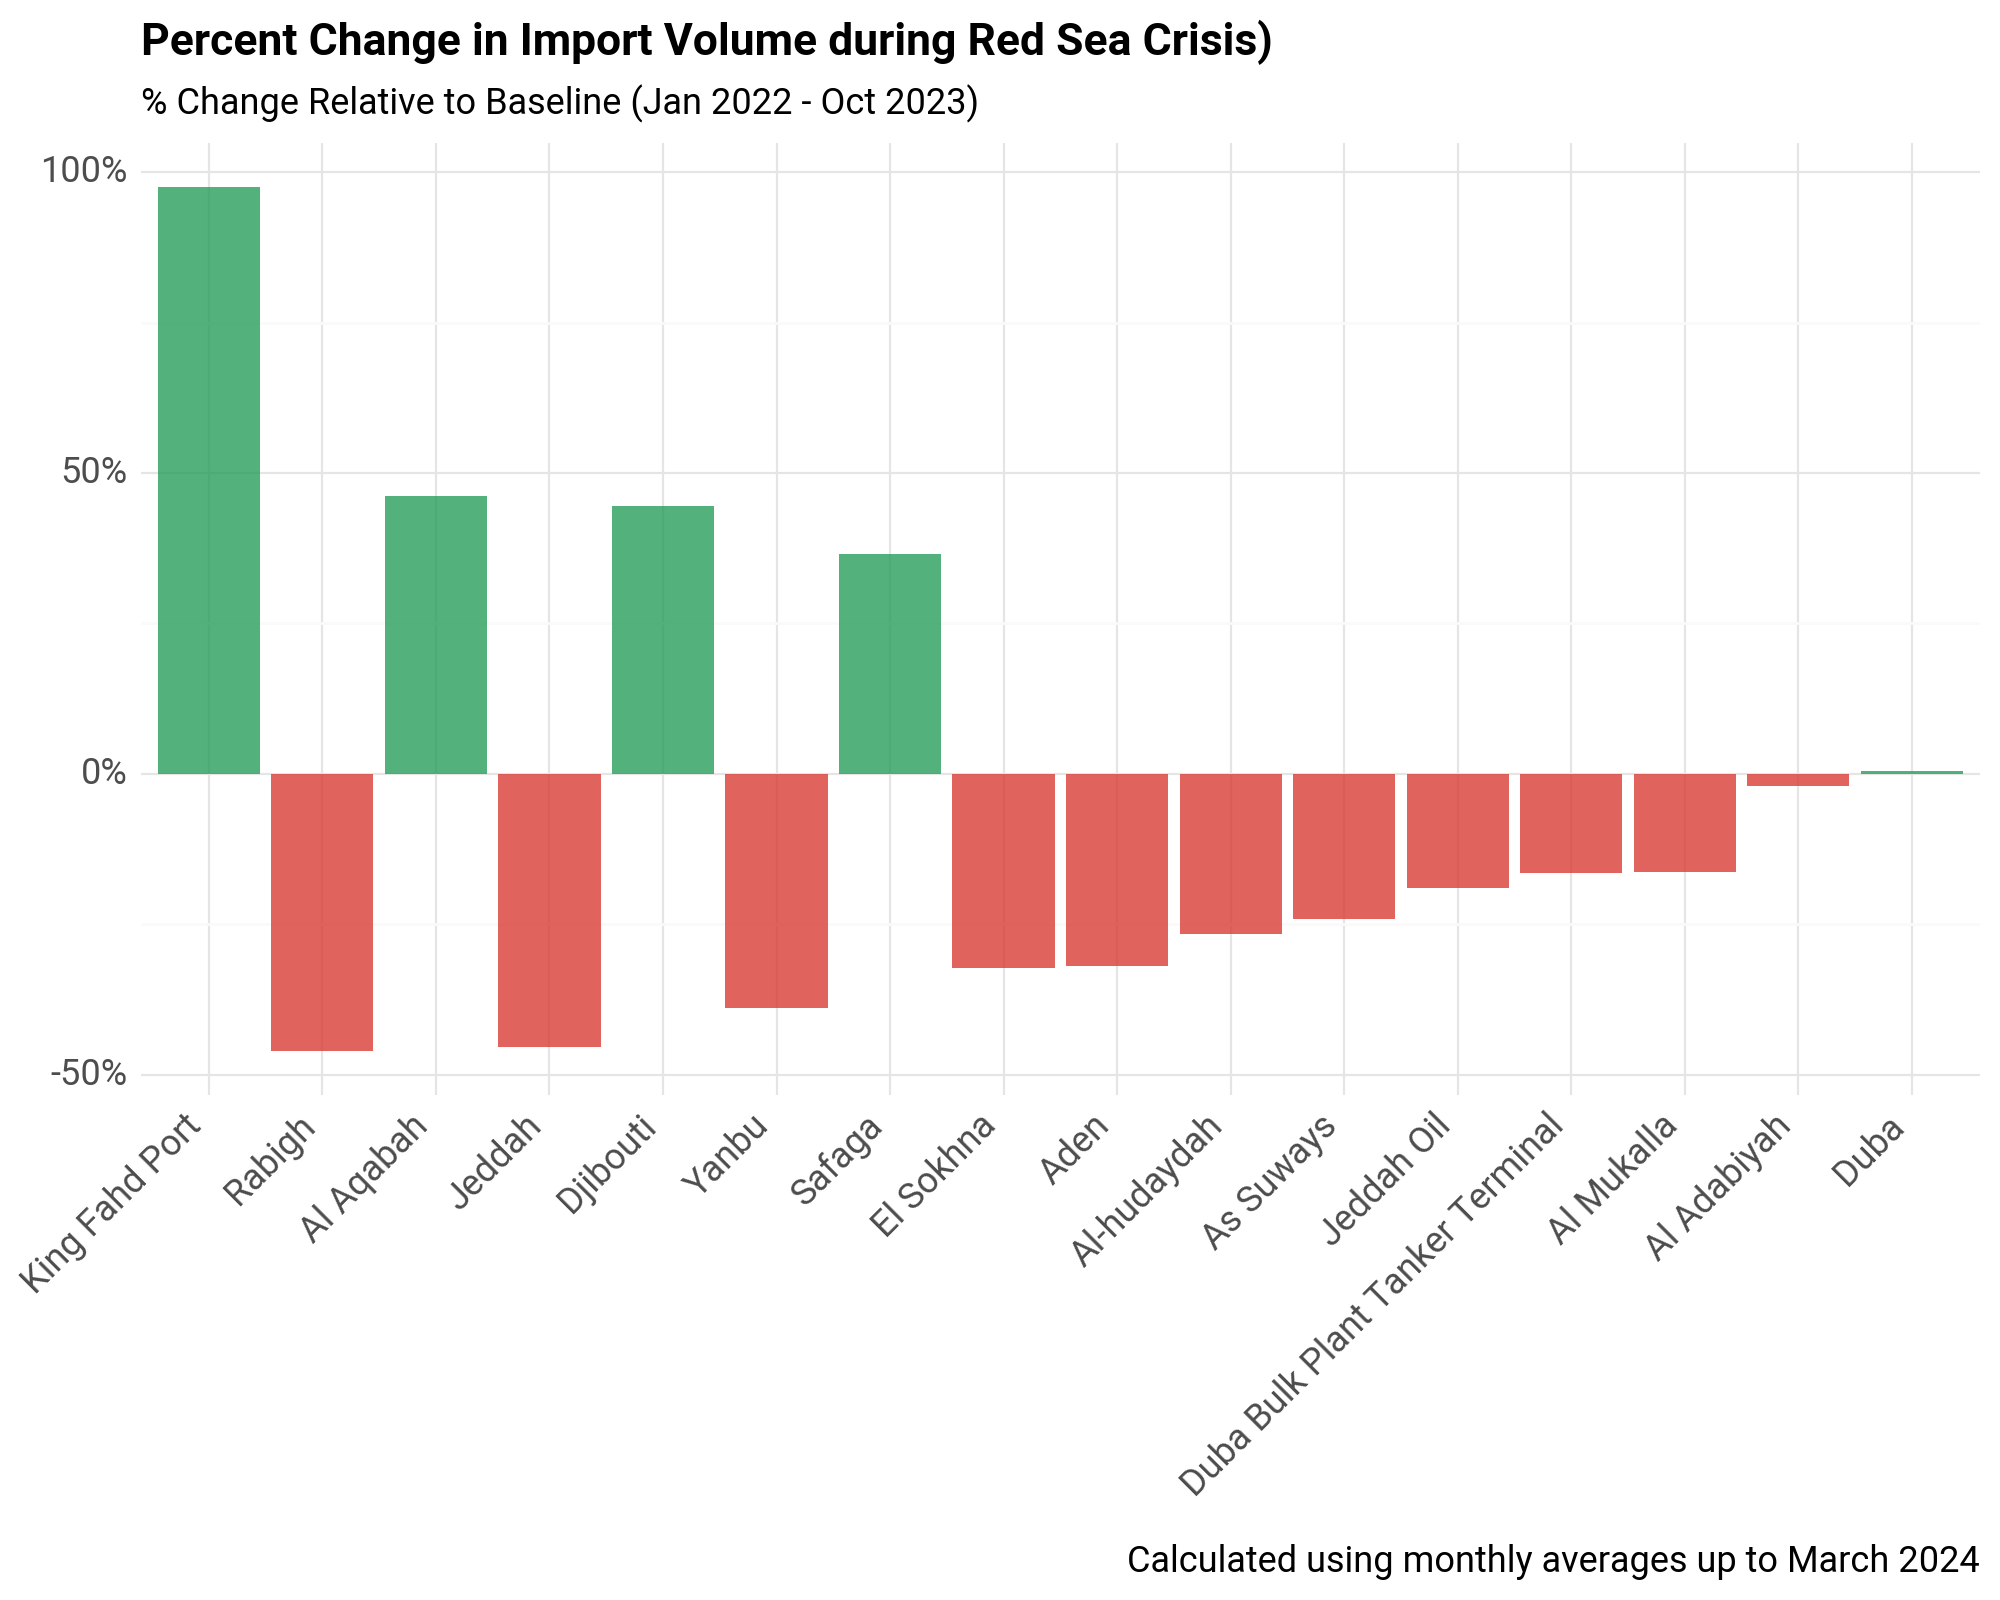 Percent Change in Import Volume during Red Sea Crisis)
% Change Relative to Baseline (Jan 2022 - Oct 2023)
100%
50%
0%
-50%
King Fahd Port
Rabigh
Al Aqabah
Jeddah
Djibouti
Yanbu
Safaga
El Sokhna
Aden
Al-hudaydah
As Suways
Jeddah Oil
Duba Bulk Plant Tanker Terminal
Al Mukalla
Al Adabiyah
Duba
Calculated using monthly averages up to March 2024